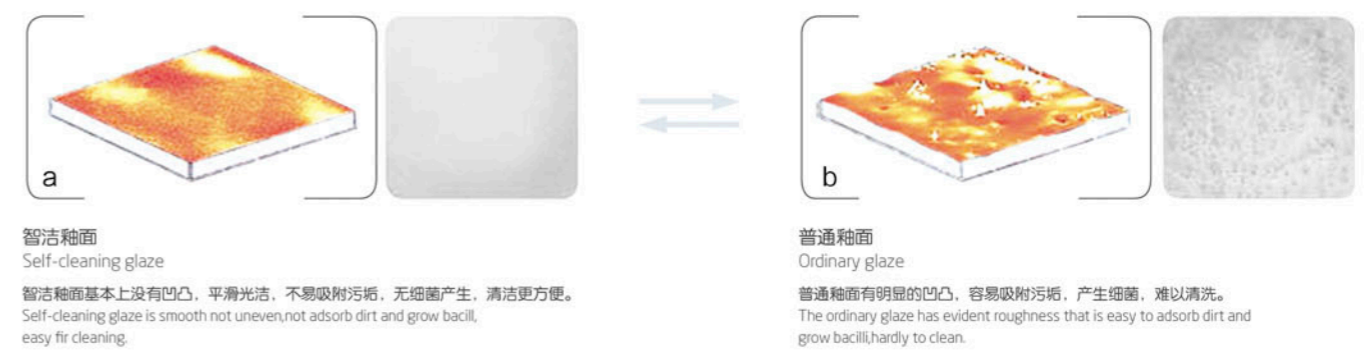 a
智洁釉面
Self-cleaning glaze
智洁釉面基本上没有凹凸，平滑光洁，不易吸附污垢，无细菌产生，清洁更方便。
Self-cleaning glaze is smooth not uneven,not adsorb dirt and grow bacill,
easy fir cleaning.
b
普通釉面
Ordinary glaze
普通釉面有明显的凹凸，容易吸附污垢，产生细菌，难以清洗。
The ordinary glaze has evident roughness that is easy to adsorb dirt and
grow bacilli,hardly to clean.